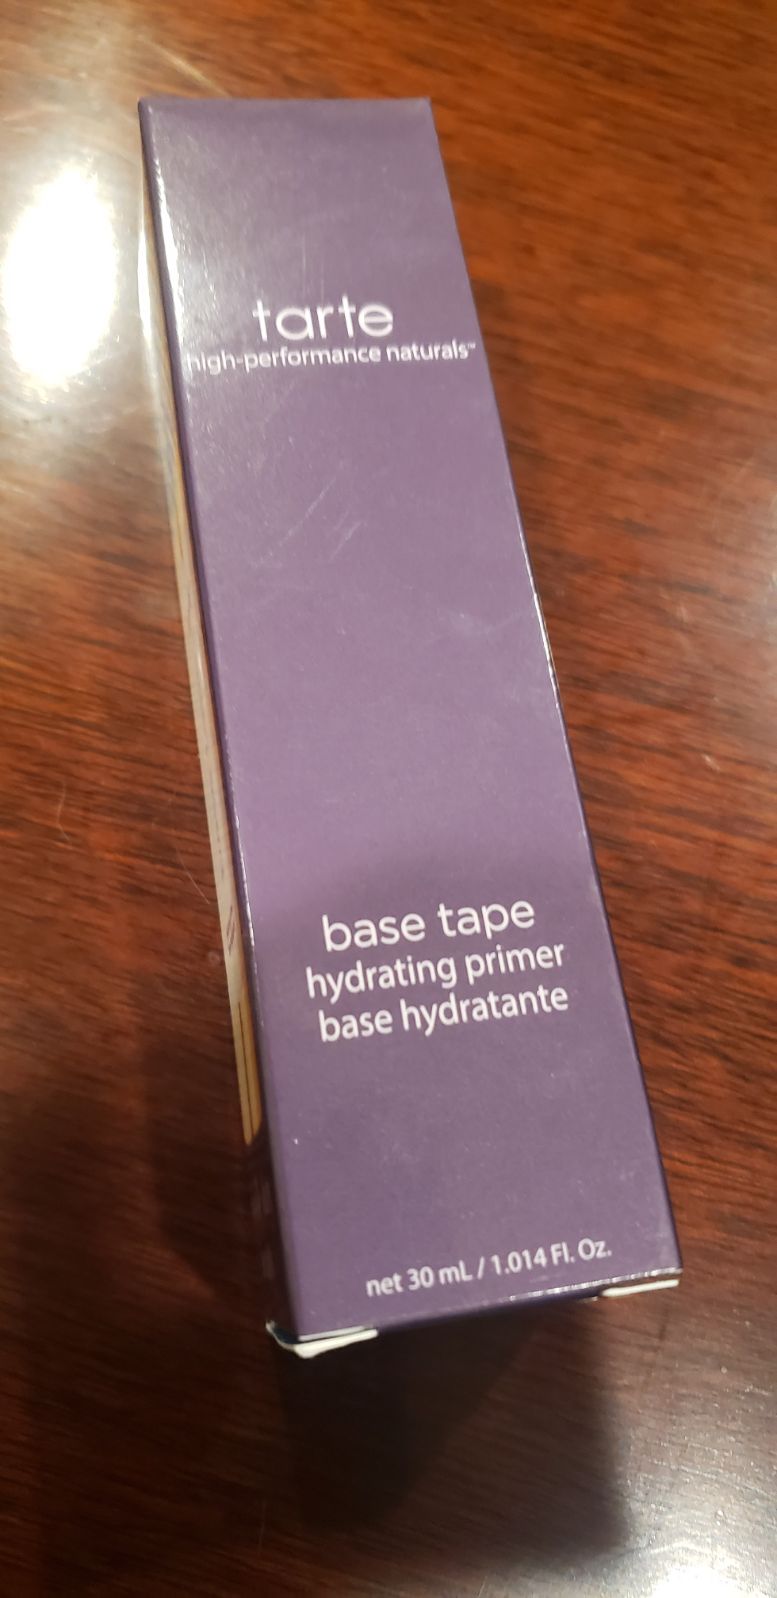 tarte
high-performance naturals™
base tape
hydrating primer
base hydratante
net 30 mL / 1.014 Fl. Oz.